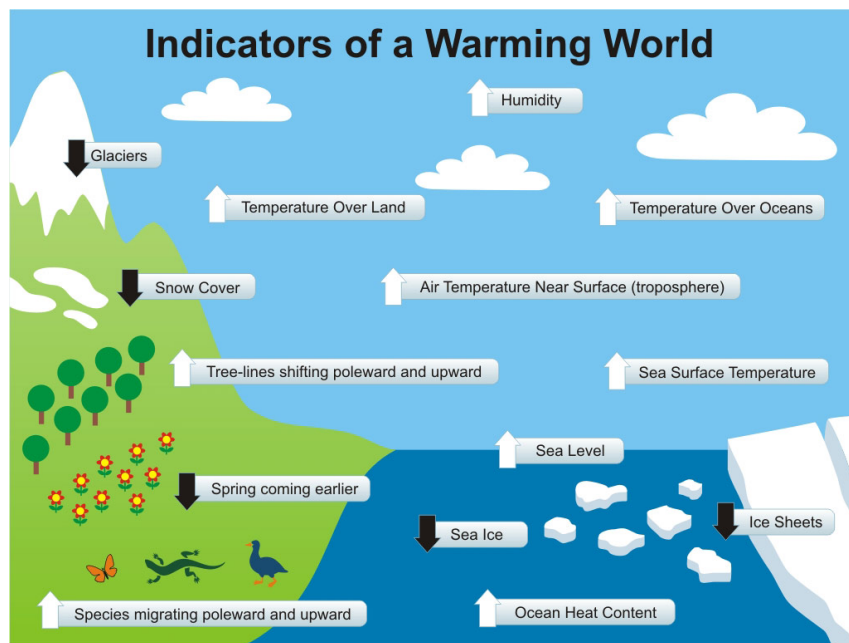 Indicators of a Warming World
Humidity
Glaciers
Temperature Over Land
Temperature Over Oceans
Snow Cover
Air Temperature Near Surface (troposphere)
Tree-lines shifting poleward and upward
Sea Surface Temperature
Sea Level
Spring coming earlier
Ice Sheets
Sea Ice
Species migrating poleward and upward
Ocean Heat Content